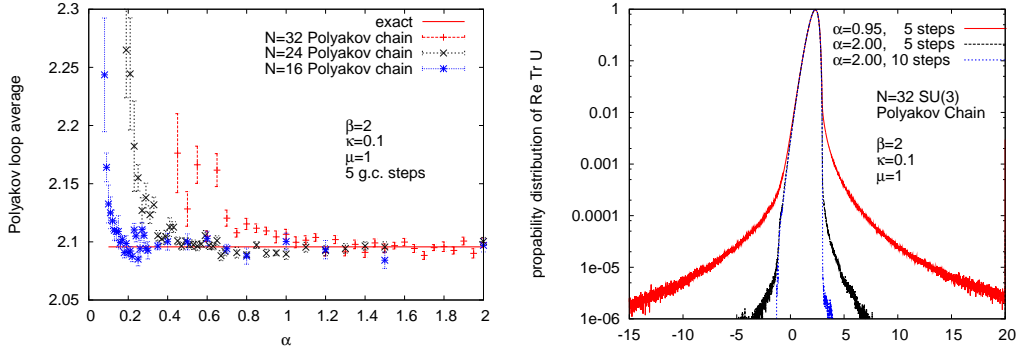 2.3
2.25
2.2
2.15
2.1
2.05
0
0.2
0.4
0.6
0.8
1
1.2
1.4
1.6
1.8
2
Polyakov loop average
α
exact
N=32 Polyakov chain
N=24 Polyakov chain
N=16 Polyakov chain
β=2
κ=0.1
μ=1
5 g.c. steps
1
0.1
0.01
0.001
0.0001
1e-05
1e-06
-15
-10
-5
0
5
10
15
20
propability distribution of Re Tr U
α=0.95, 5 steps
α=2.00, 5 steps
α=2.00, 10 steps
N=32 SU(3)
Polyakov Chain
β=2
κ=0.1
μ=1